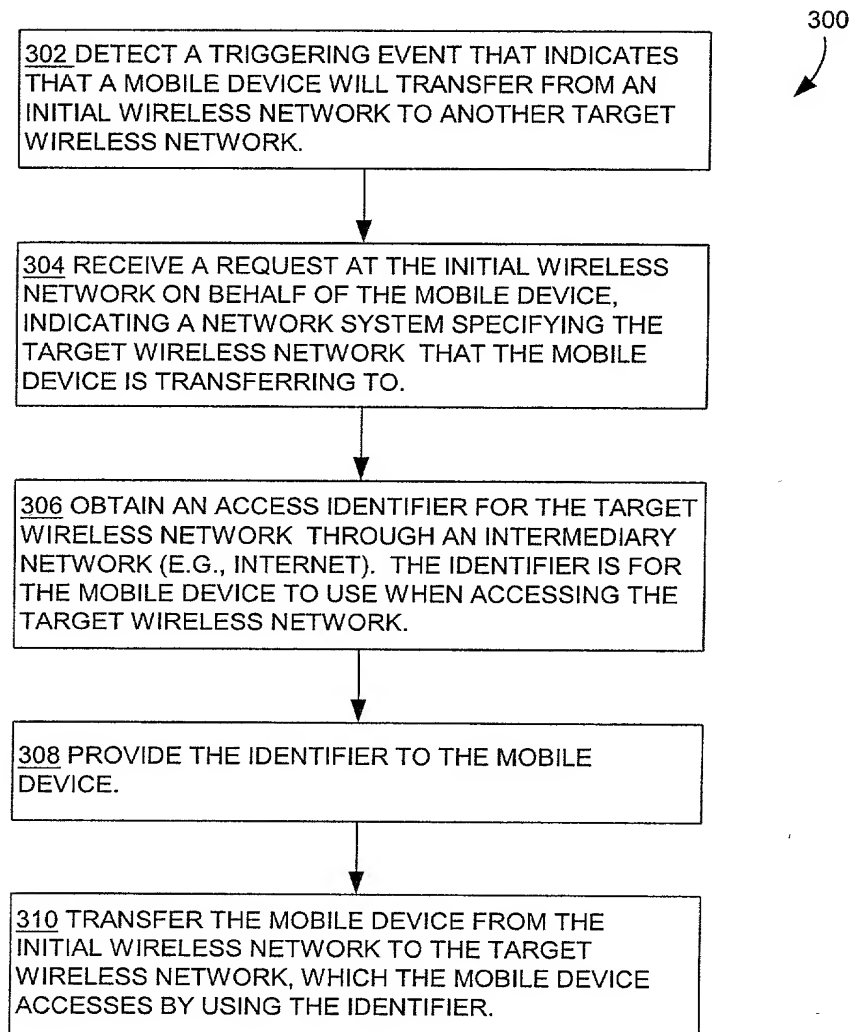 300
302 DETECT A TRIGGERING EVENT THAT INDICATES
THAT A MOBILE DEVICE WILL TRANSFER FROM AN
INITIAL WIRELESS NETWORK TO ANOTHER TARGET
WIRELESS NETWORK.
304 RECEIVE A REQUEST AT THE INITIAL WIRELESS
NETWORK ON BEHALF OF THE MOBILE DEVICE,
INDICATING A NETWORK SYSTEM SPECIFYING THE
TARGET WIRELESS NETWORK THAT THE MOBILE
DEVICE IS TRANSFERRING TO.
306 OBTAIN AN ACCESS IDENTIFIER FOR THE TARGET
WIRELESS NETWORK THROUGH AN INTERMEDIARY
NETWORK (E.G., INTERNET). THE IDENTIFIER IS FOR
THE MOBILE DEVICE TO USE WHEN ACCESSING THE
TARGET WIRELESS NETWORK.
308 PROVIDE THE IDENTIFIER TO THE MOBILE
DEVICE.
310 TRANSFER THE MOBILE DEVICE FROM THE
INITIAL WIRELESS NETWORK TO THE TARGET
WIRELESS NETWORK, WHICH THE MOBILE DEVICE
ACCESSES BY USING THE IDENTIFIER.